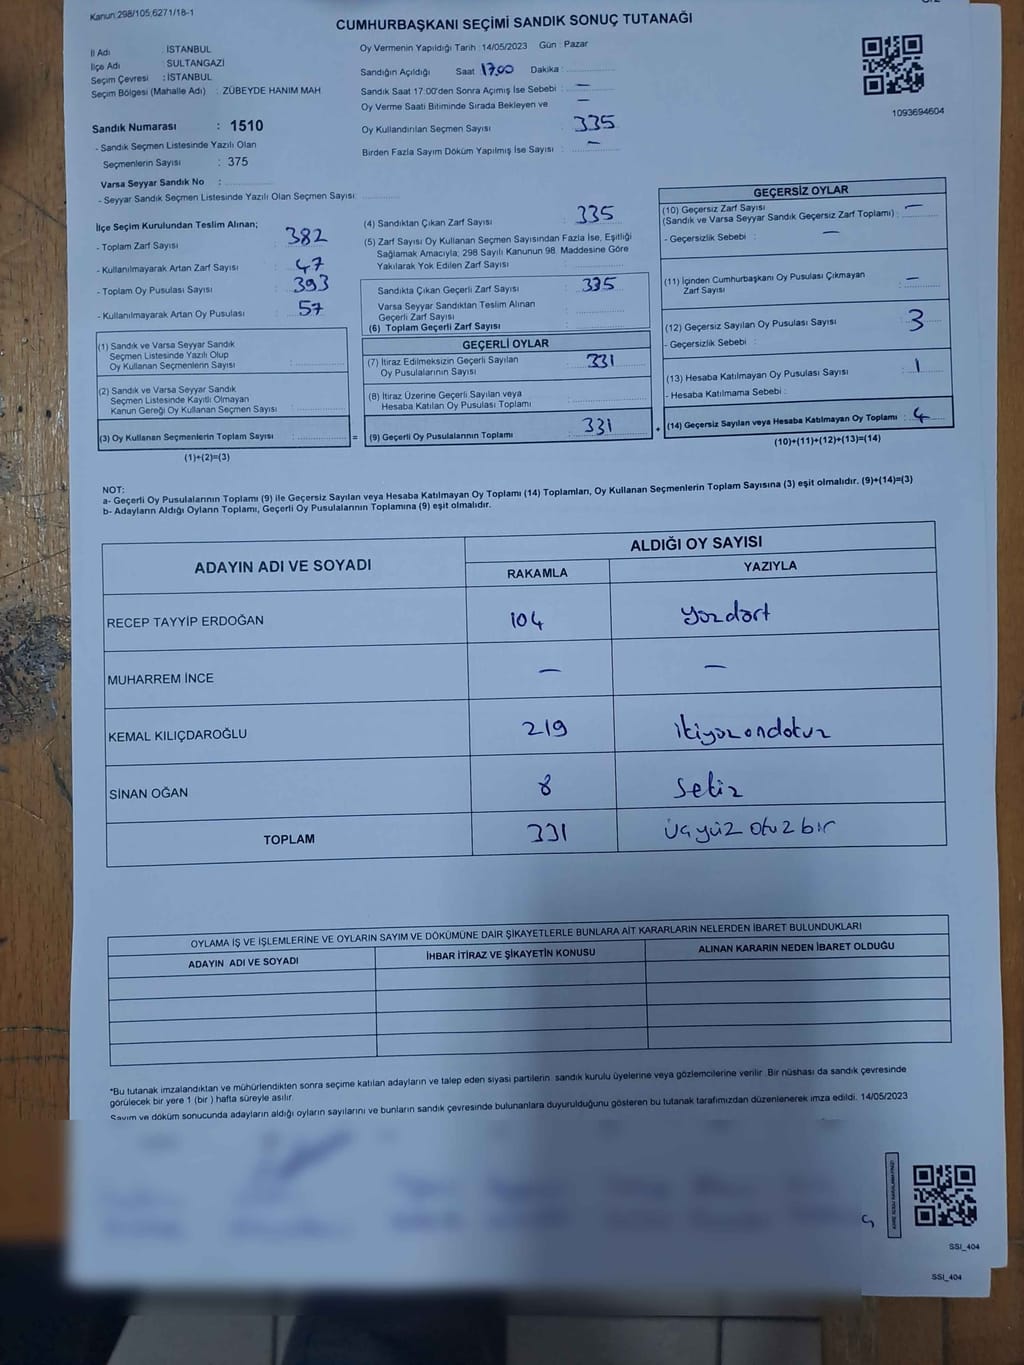 Kanun:298/105;6271/18-1
CUMHURBAŞKANI SEÇİMİ SANDIK SONUÇ TUTANAĞI
İl Adı : İSTANBUL
İlçe Adı : SULTANGAZİ
Seçim Çevresi : İSTANBUL
Seçim Bölgesi (Mahalle Adı) : ZÜBEYDE HANIM MAH
Sandık Numarası : 1510
- Sandık Seçmen Listesinde Yazılı Olan
Seçmenlerin Sayısı : 375
Varsa Seyyar Sandık No :
- Seyyar Sandık Seçmen Listesinde Yazılı Olan Seçmen Sayısı:
Oy Vermenin Yapıldığı Tarih :14/05/2023 Gün : Pazar
Sandığın Açıldığı Saat 17.00 Dakika :
Sandık Saat 17:00'den Sonra Açımış İse Sebebi : —
Oy Verme Saati Bitiminde Sırada Bekleyen ve —
Oy Kullandırılan Seçmen Sayısı : 335
Birden Fazla Sayım Döküm Yapılmış İse Sayısı : —
1093694604
İlçe Seçim Kurulundan Teslim Alınan;
- Toplam Zarf Sayısı : 382
- Kullanılmayarak Artan Zarf Sayısı : 47
- Toplam Oy Pusulası Sayısı : 393
- Kullanılmayarak Artan Oy Pusulası : 57
(1) Sandık ve Varsa Seyyar Sandık
Seçmen Listesinde Yazılı Olup
Oy Kullanan Seçmenlerin Sayısı :
(2) Sandık ve Varsa Seyyar Sandık
Seçmen Listesinde Kayıtlı Olmayan
Kanun Gereği Oy Kullanan Seçmen Sayısı :
(3) Oy Kullanan Seçmenlerin Toplam Sayısı :
(1)+(2)=(3)
(4) Sandıktan Çıkan Zarf Sayısı : 335
(5) Zarf Sayısı Oy Kullanan Seçmen Sayısından Fazla İse, Eşitliği
Sağlamak Amacıyla; 298 Sayılı Kanunun 98. Maddesine Göre
Yakılarak Yok Edilen Zarf Sayısı :
Sandıkta Çıkan Geçerli Zarf Sayısı : 335
Varsa Seyyar Sandıktan Teslim Alınan
Geçerli Zarf Sayısı :
(6) Toplam Geçerli Zarf Sayısı :
GEÇERLİ OYLAR
(7) İtiraz Edilmeksizin Geçerli Sayılan
Oy Pusulalarının Sayısı : 331
(8) İtiraz Üzerine Geçerli Sayılan veya
Hesaba Katılan Oy Pusulası Toplamı :
= (9) Geçerli Oy Pusulalarının Toplamı : 331 +
GEÇERSİZ OYLAR
(10) Geçersiz Zarf Sayısı
(Sandık ve Varsa Seyyar Sandık Geçersiz Zarf Toplamı) : —
- Geçersizlik Sebebi : —
(11) İçinden Cumhurbaşkanı Oy Pusulası Çıkmayan
Zarf Sayısı : —
(12) Geçersiz Sayılan Oy Pusulası Sayısı : 3
- Geçersizlik Sebebi :
(13) Hesaba Katılmayan Oy Pusulası Sayısı : 1
- Hesaba Katılmama Sebebi :
(14) Geçersiz Sayılan veya Hesaba Katılmayan Oy Toplamı : 4
(10)+(11)+(12)+(13)=(14)
NOT:
a- Geçerli Oy Pusulalarının Toplamı (9) ile Geçersiz Sayılan veya Hesaba Katılmayan Oy Toplamı (14) Toplamları, Oy Kullanan Seçmenlerin Toplam Sayısına (3) eşit olmalıdır. (9)+(14)=(3)
b- Adayların Aldığı Oyların Toplamı, Geçerli Oy Pusulalarının Toplamına (9) eşit olmalıdır.
ADAYIN ADI VE SOYADI
ALDIĞI OY SAYISI
RAKAMLA YAZIYLA
RECEP TAYYİP ERDOĞAN 104 Yüzdört
MUHARREM İNCE — —
KEMAL KILIÇDAROĞLU 219 İkiyüzondokuz
SİNAN OĞAN 8 Sekiz
TOPLAM 331 üçyüz otuz bir
OYLAMA İŞ VE İŞLEMLERİNE VE OYLARIN SAYIM VE DÖKÜMÜNE DAİR ŞİKAYETLERLE BUNLARA AİT KARARLARIN NELERDEN İBARET BULUNDUKLARI
ADAYIN ADI VE SOYADI İHBAR İTİRAZ VE ŞİKAYETİN KONUSU ALINAN KARARIN NEDEN İBARET OLDUĞU
*Bu tutanak imzalandıktan ve mühürlendikten sonra seçime katılan adayların ve talep eden siyasi partilerin sandık kurulu üyelerine veya gözlemcilerine verilir. Bir nüshası da sandık çevresinde
görülecek bir yere 1 (bir ) hafta süreyle asılır.
Sayım ve döküm sonucunda adayların aldığı oyların sayılarını ve bunların sandık çevresinde bulunanlara duyurulduğunu gösteren bu tutanak tarafımızdan düzenlenerek imza edildi. 14/05/2023
SSI_404
SSI_404